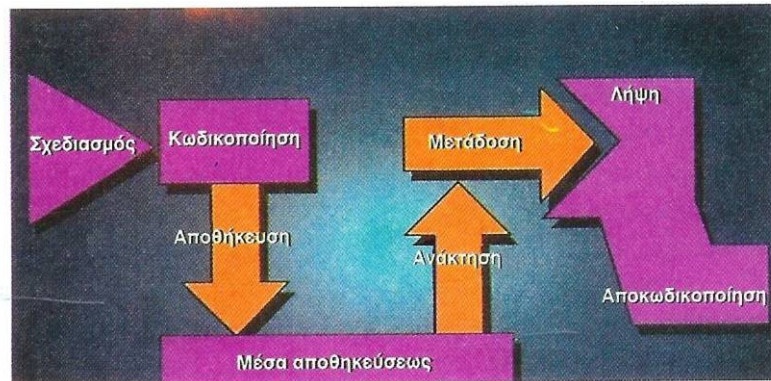 Σχεδιασμός
Κωδικοποίηση
Αποθήκευση
Μέσα αποθηκεύσεως
Ανάκτηση
Μετάδοση
Λήψη
Αποκωδικοποίηση